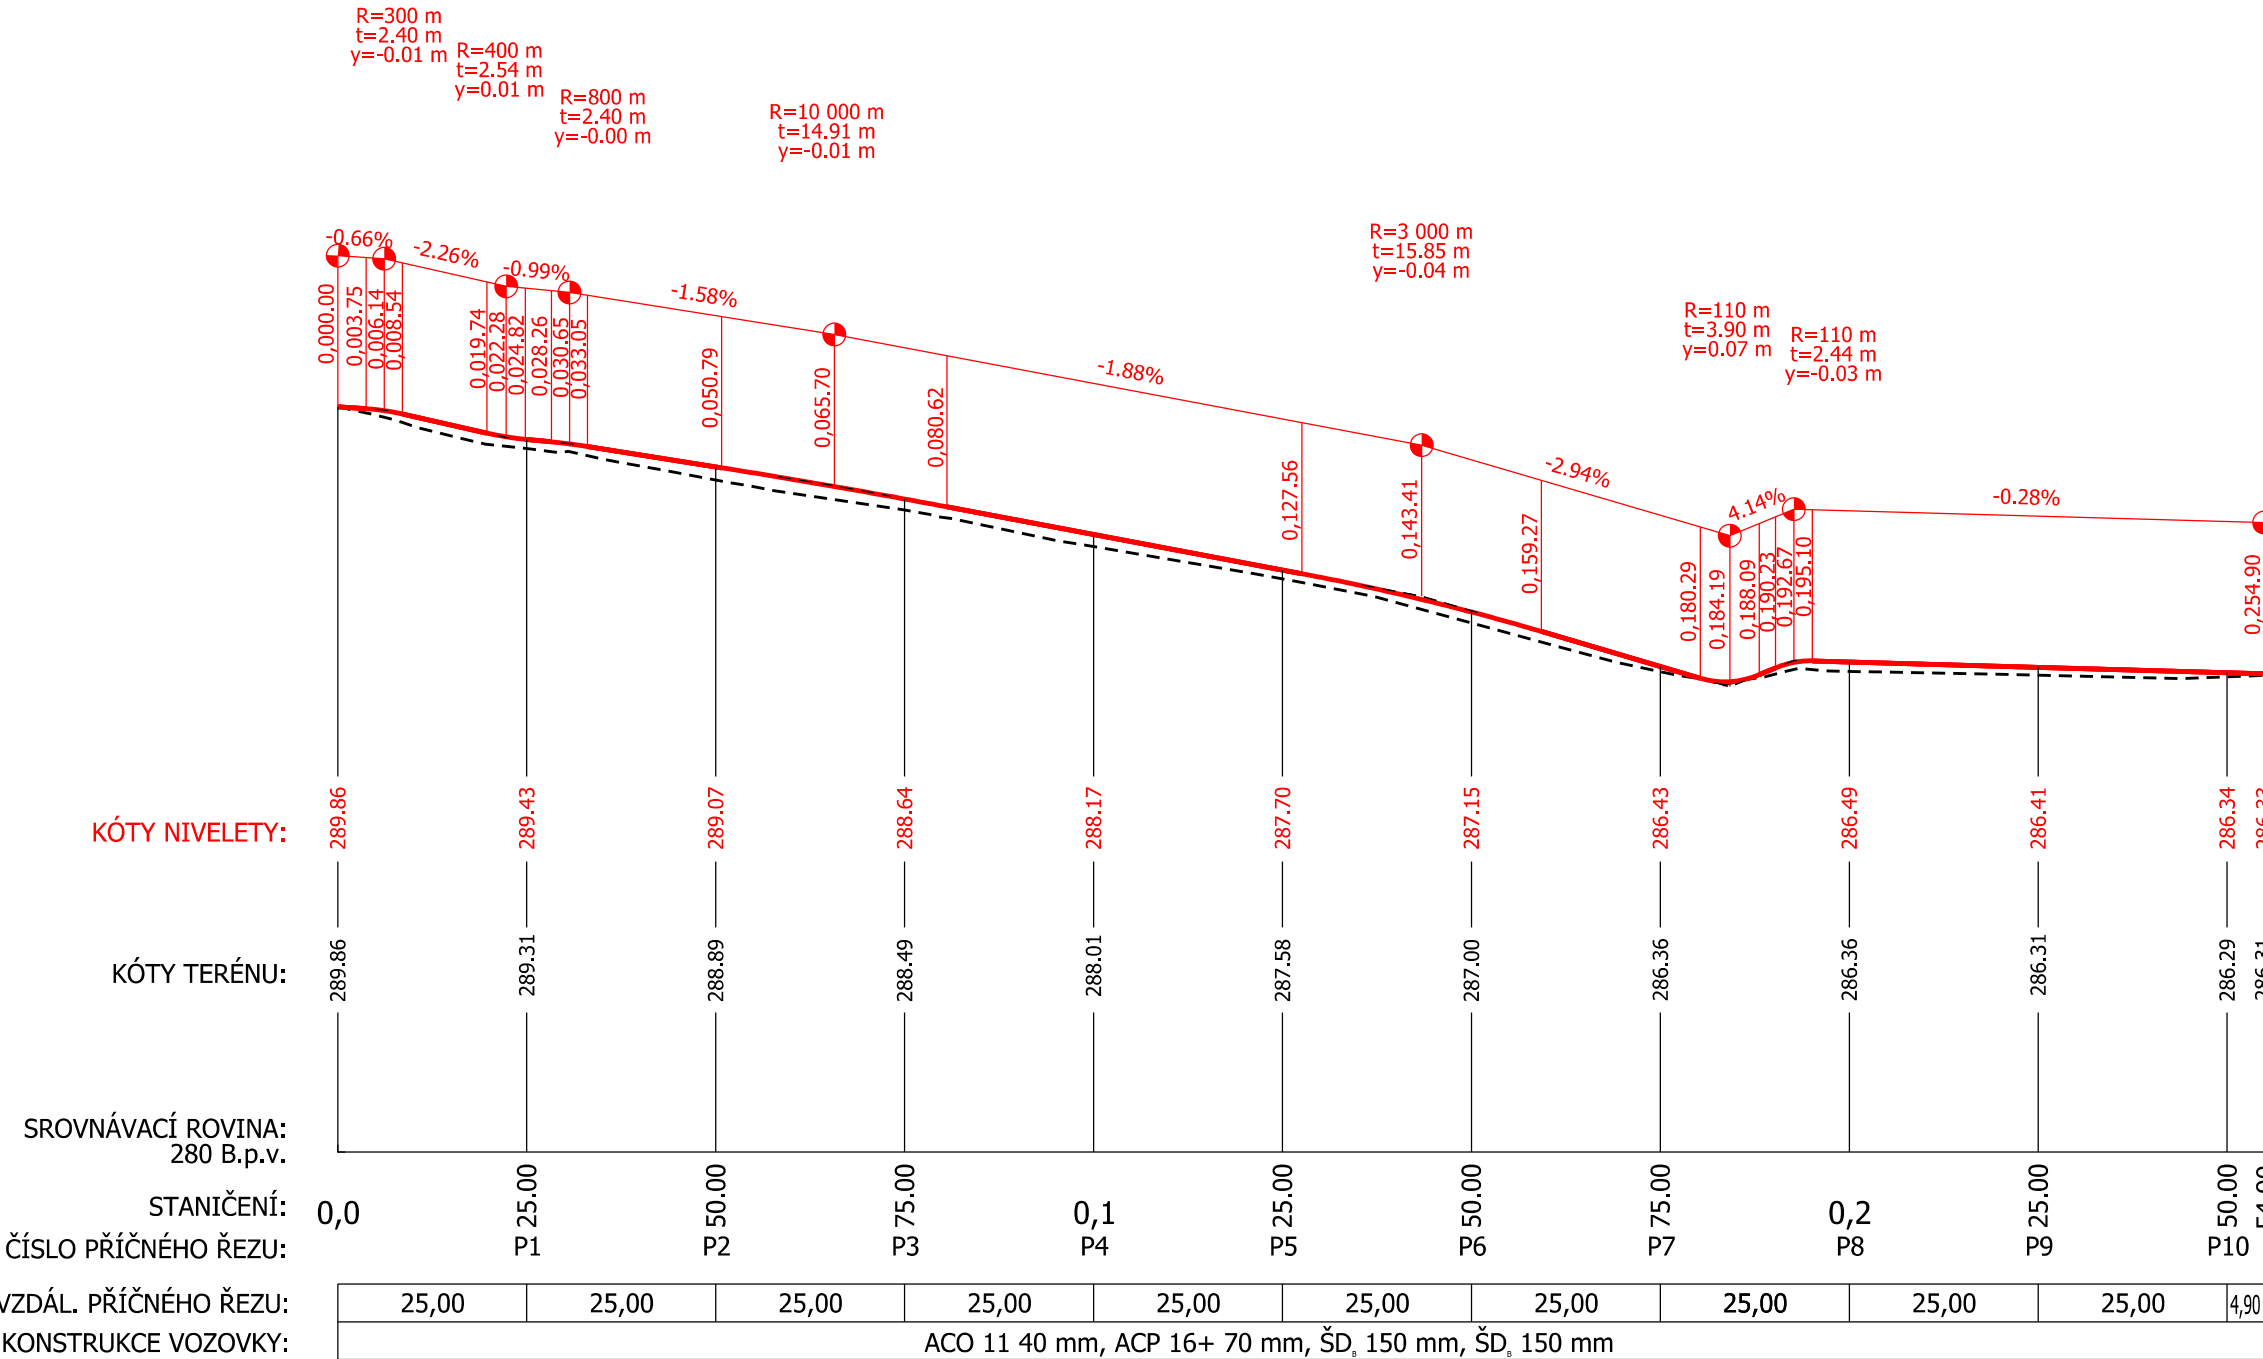 R=300 m
t=2.40 m
y=-0.01 m
R=400 m
t=2.54 m
y=0.01 m
R=800 m
t=2.40 m
y=-0.00 m
R=10 000 m
t=14.91 m
y=-0.01 m
R=3 000 m
t=15.85 m
y=-0.04 m
R=110 m
t=3.90 m
y=0.07 m
R=110 m
t=2.44 m
y=-0.03 m
-0.66%
-2.26%
-0.99%
-1.58%
-1.88%
-2.94%
4.14%
-0.28%
0,000.00
0,003.75
0,006.14
0,008.54
0,019.74
0,022.28
0,024.82
0,028.26
0,030.65
0,033.05
0,050.79
0,065.70
0,080.62
0,127.56
0,143.41
0,159.27
0,180.29
0,184.19
0,188.09
0,190.23
0,192.67
0,195.10
0,254.90
KÓTY NIVELETY: 289.86 289.43 289.07 288.64 288.17 287.70 287.15 286.43 286.49 286.41 286.34
KÓTY TERÉNU: 289.86 289.31 288.89 288.49 288.01 287.58 287.00 286.36 286.36 286.31 286.29
SROVNÁVACÍ ROVINA:
280 B.p.v.
STANIČENÍ: 0,0 25.00 50.00 75.00 0,1 25.00 50.00 75.00 0,2 25.00 50.00
ČÍSLO PŘÍČNÉHO ŘEZU: P1 P2 P3 P4 P5 P6 P7 P8 P9 P10
VZDÁL. PŘÍČNÉHO ŘEZU: 25,00 25,00 25,00 25,00 25,00 25,00 25,00 25,00 25,00 25,00 4,90
KONSTRUKCE VOZOVKY: ACO 11 40 mm, ACP 16+ 70 mm, ŠDB 150 mm, ŠDB 150 mm